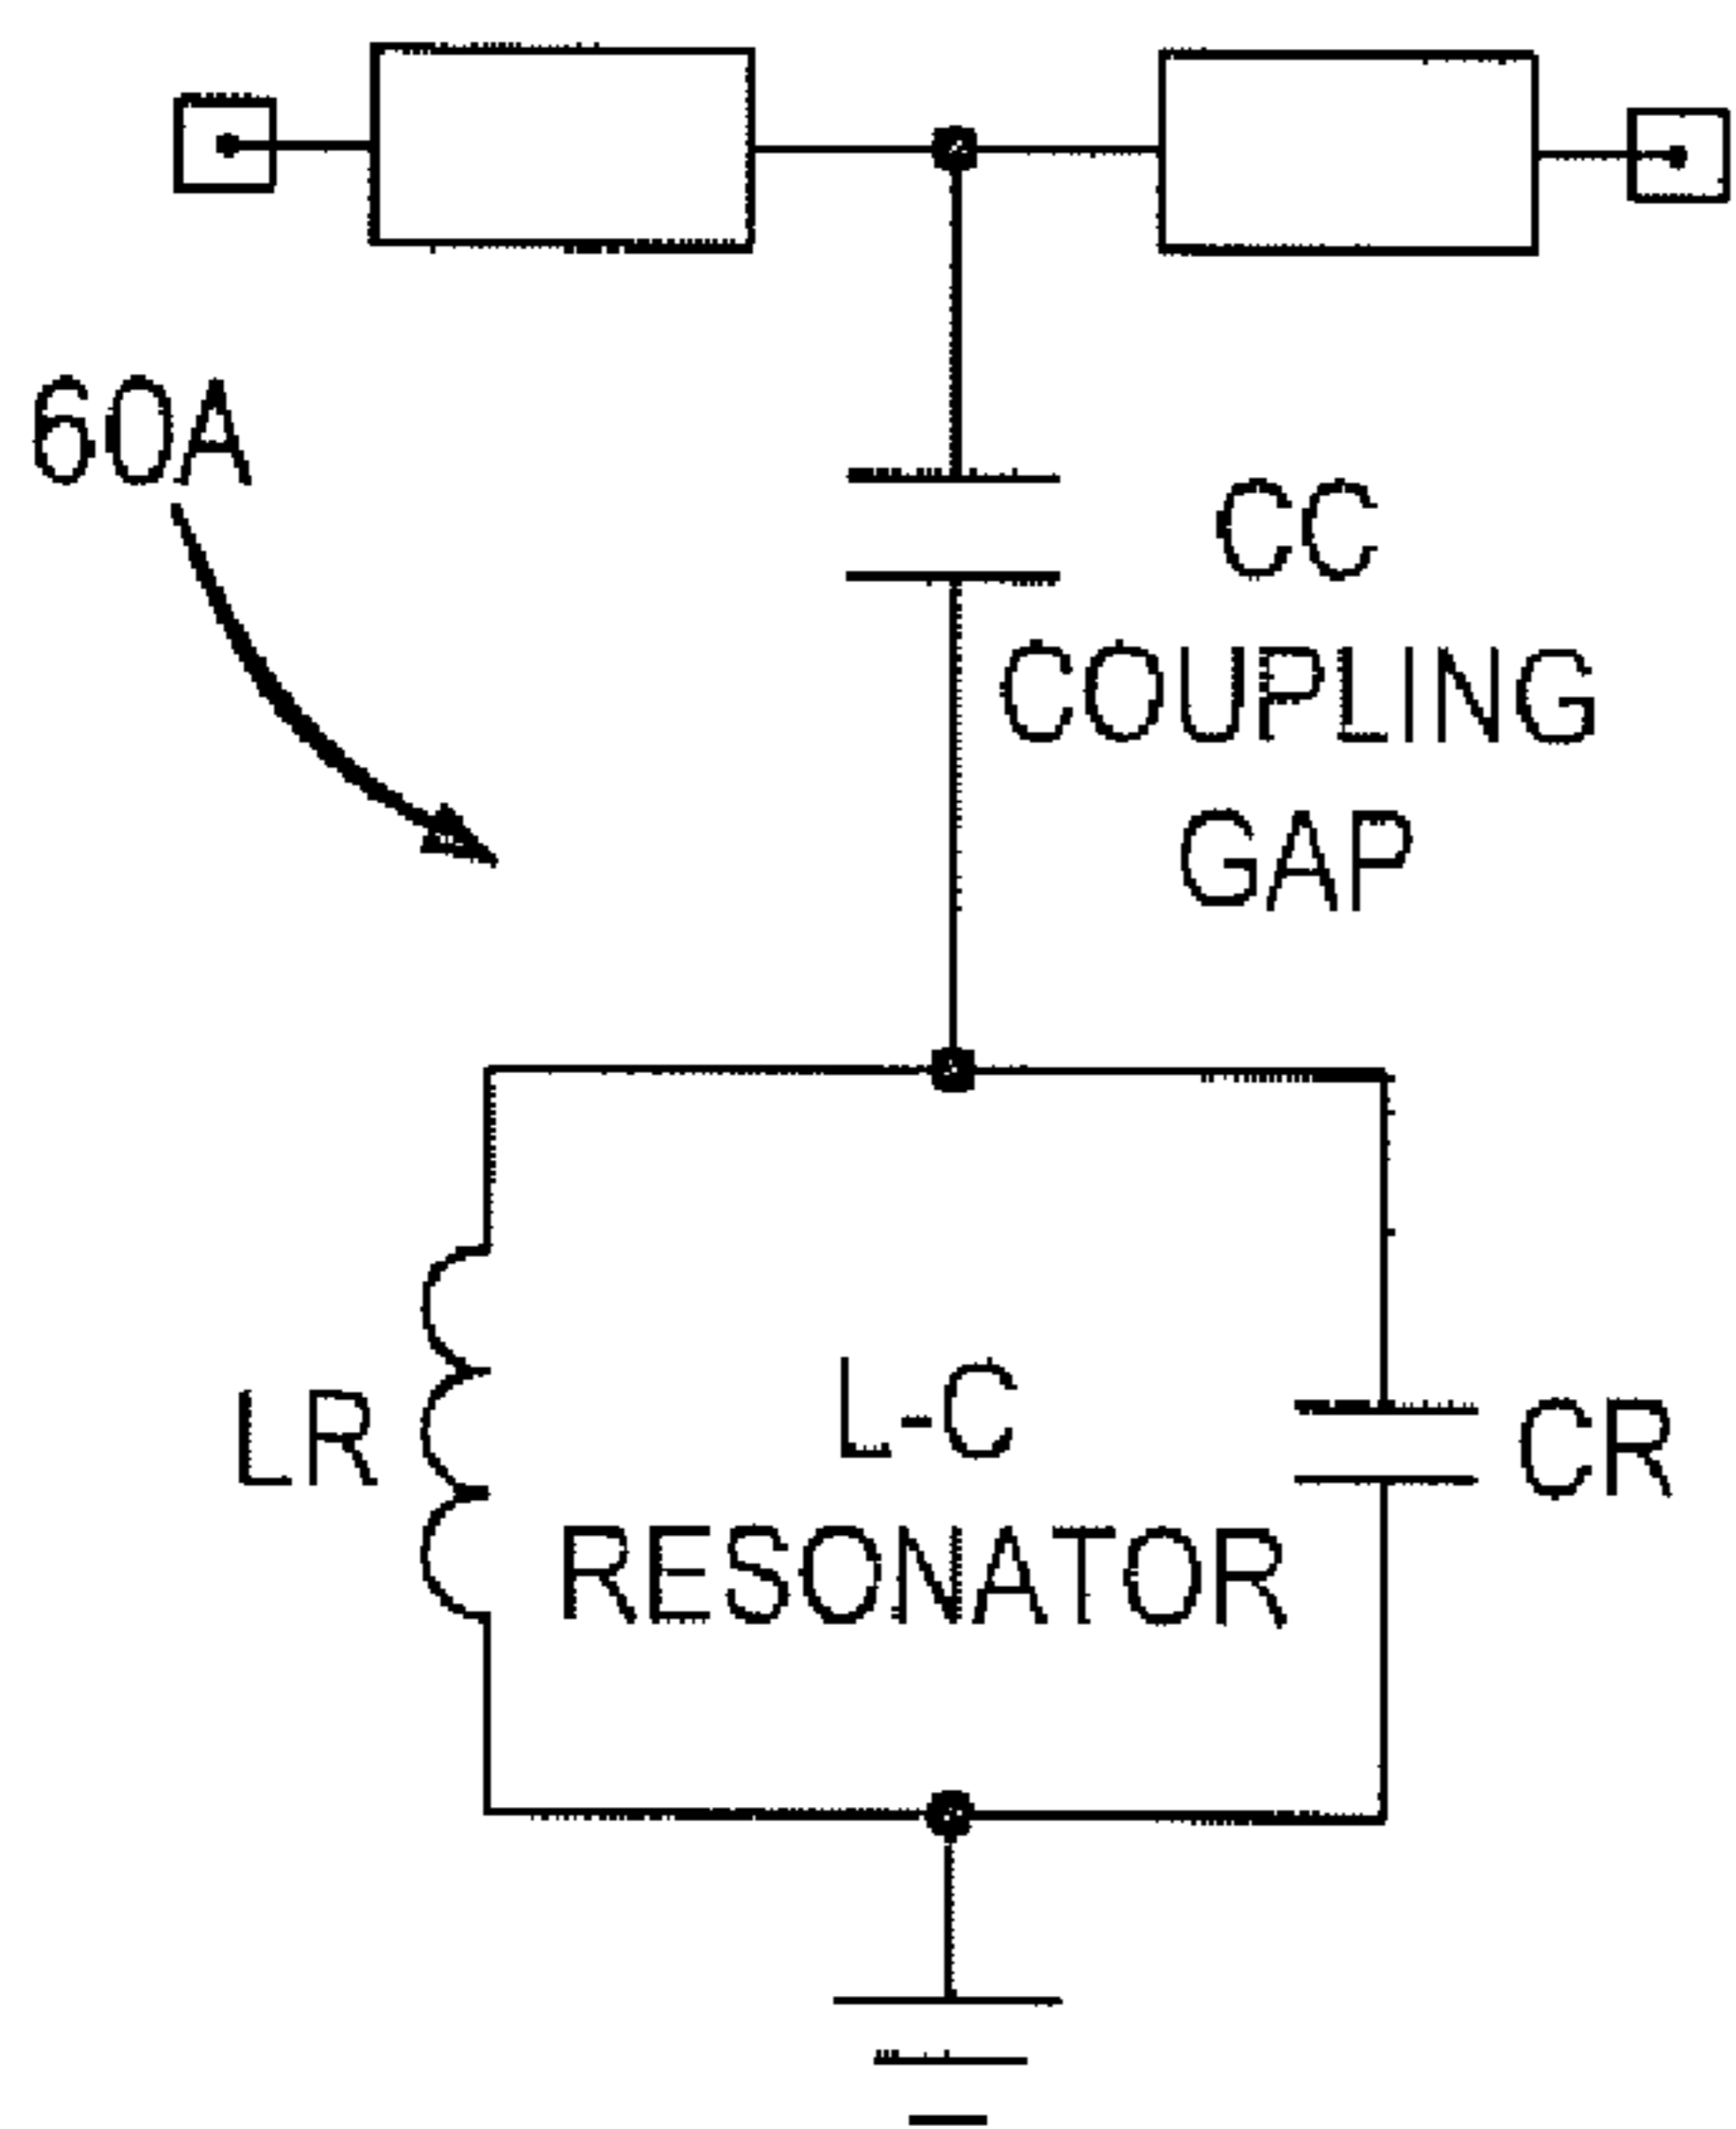 60A
CC
COUPLING
GAP
LR
L-C
RESONATOR
CR